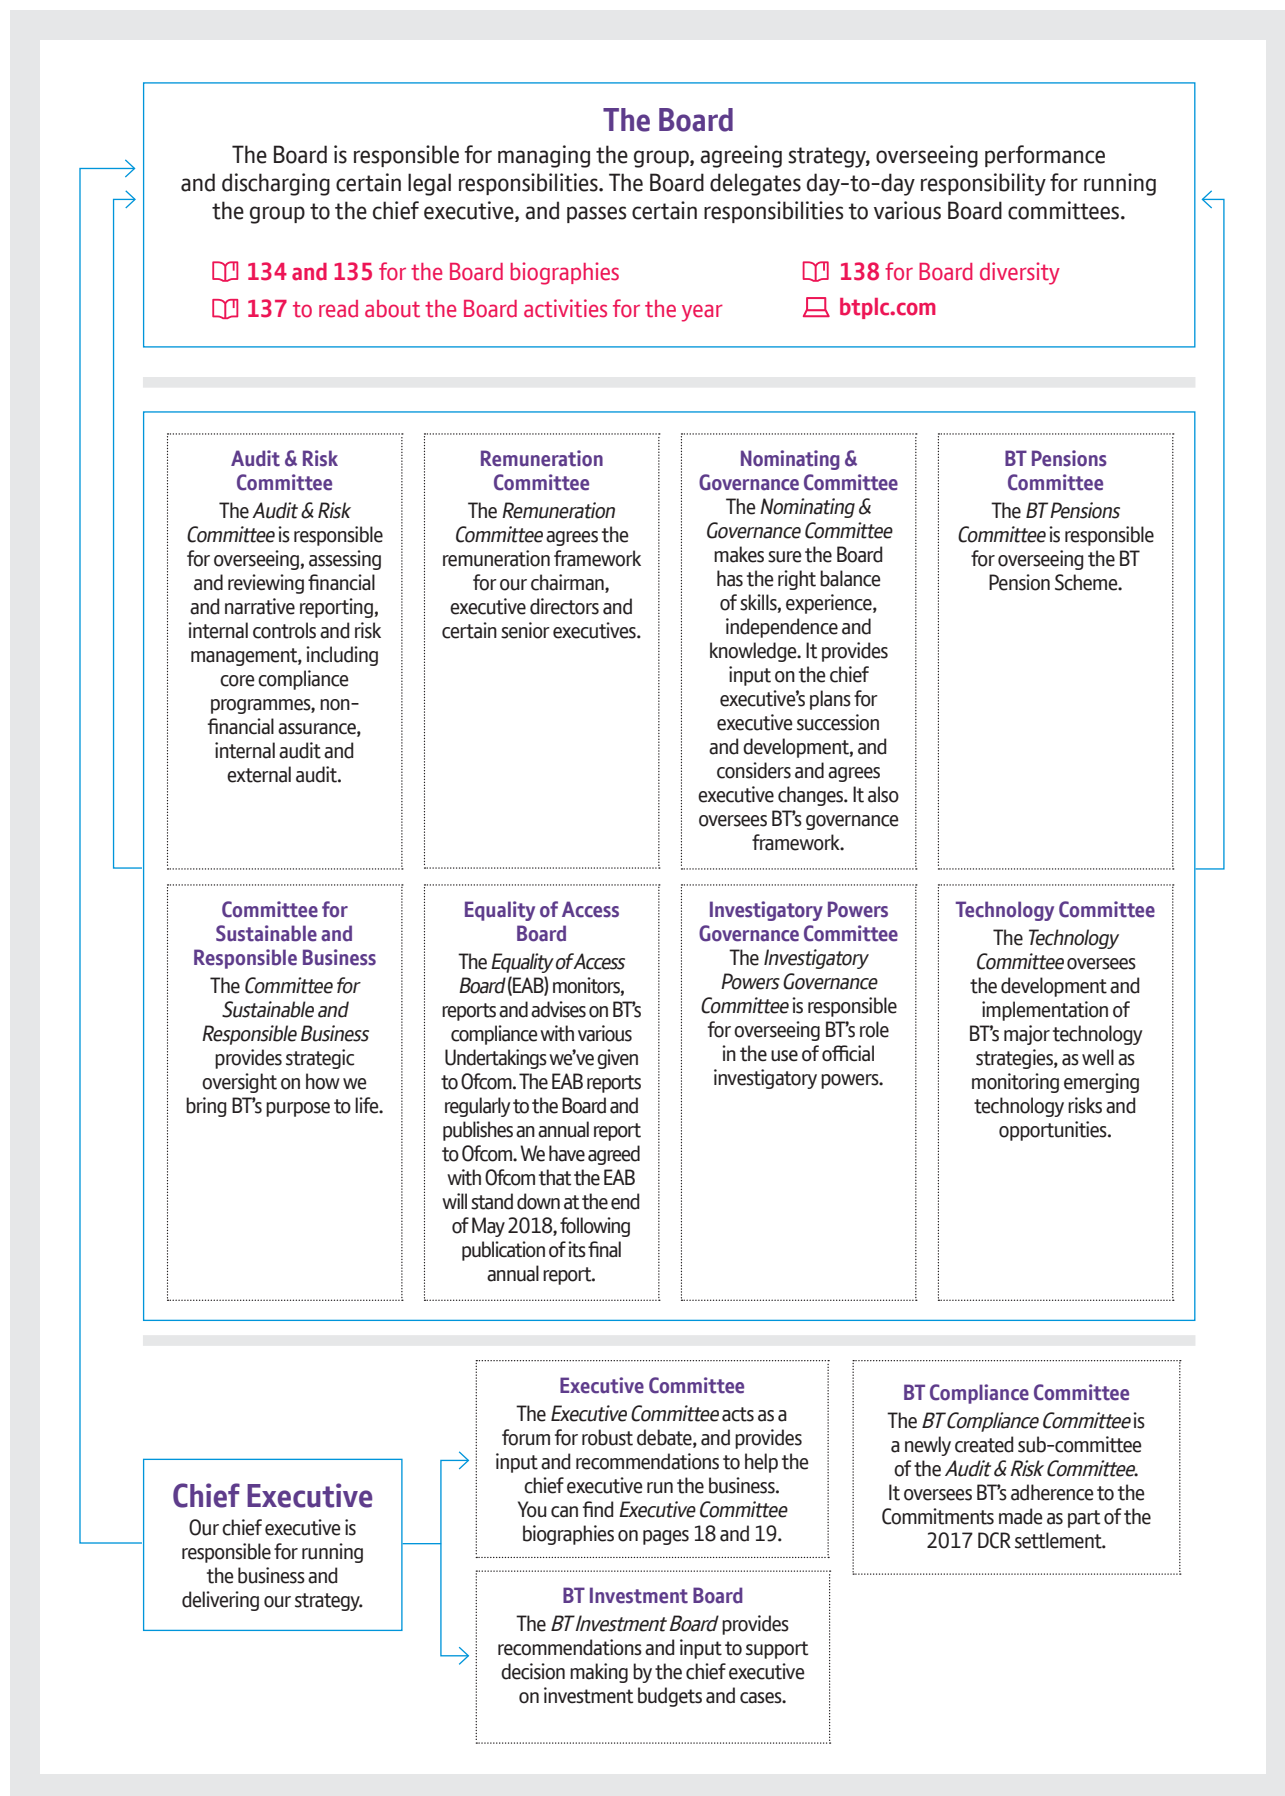 The Board
The Board is responsible for managing the group, agreeing strategy, overseeing performance
and discharging certain legal responsibilities. The Board delegates day-to-day responsibility for running
the group to the chief executive, and passes certain responsibilities to various Board committees.
134 and 135 for the Board biographies
137 to read about the Board activities for the year
138 for Board diversity
btplc.com
Audit & Risk
Committee
The Audit & Risk
Committee is responsible
for overseeing, assessing
and reviewing financial
and narrative reporting,
internal controls and risk
management, including
core compliance
programmes, non-
financial assurance,
internal audit and
external audit.
Remuneration
Committee
The Remuneration
Committee agrees the
remuneration framework
for our chairman,
executive directors and
certain senior executives.
Nominating &
Governance Committee
The Nominating &
Governance Committee
makes sure the Board
has the right balance
of skills, experience,
independence and
knowledge. It provides
input on the chief
executive’s plans for
executive succession
and development, and
considers and agrees
executive changes. It also
oversees BT’s governance
framework.
BT Pensions
Committee
The BT Pensions
Committee is responsible
for overseeing the BT
Pension Scheme.
Committee for
Sustainable and
Responsible Business
The Committee for
Sustainable and
Responsible Business
provides strategic
oversight on how we
bring BT’s purpose to life.
Equality of Access
Board
The Equality of Access
Board (EAB) monitors,
reports and advises on BT’s
compliance with various
Undertakings we’ve given
to Ofcom. The EAB reports
regularly to the Board and
publishes an annual report
to Ofcom. We have agreed
with Ofcom that the EAB
will stand down at the end
of May 2018, following
publication of its final
annual report.
Investigatory Powers
Governance Committee
The Investigatory
Powers Governance
Committee is responsible
for overseeing BT’s role
in the use of official
investigatory powers.
Technology Committee
The Technology
Committee oversees
the development and
implementation of
BT’s major technology
strategies, as well as
monitoring emerging
technology risks and
opportunities.
Chief Executive
Our chief executive is
responsible for running
the business and
delivering our strategy.
Executive Committee
The Executive Committee acts as a
forum for robust debate, and provides
input and recommendations to help the
chief executive run the business.
You can find Executive Committee
biographies on pages 18 and 19.
BT Investment Board
The BT Investment Board provides
recommendations and input to support
decision making by the chief executive
on investment budgets and cases.
BT Compliance Committee
The BT Compliance Committee is
a newly created sub-committee
of the Audit & Risk Committee.
It oversees BT’s adherence to the
Commitments made as part of the
2017 DCR settlement.